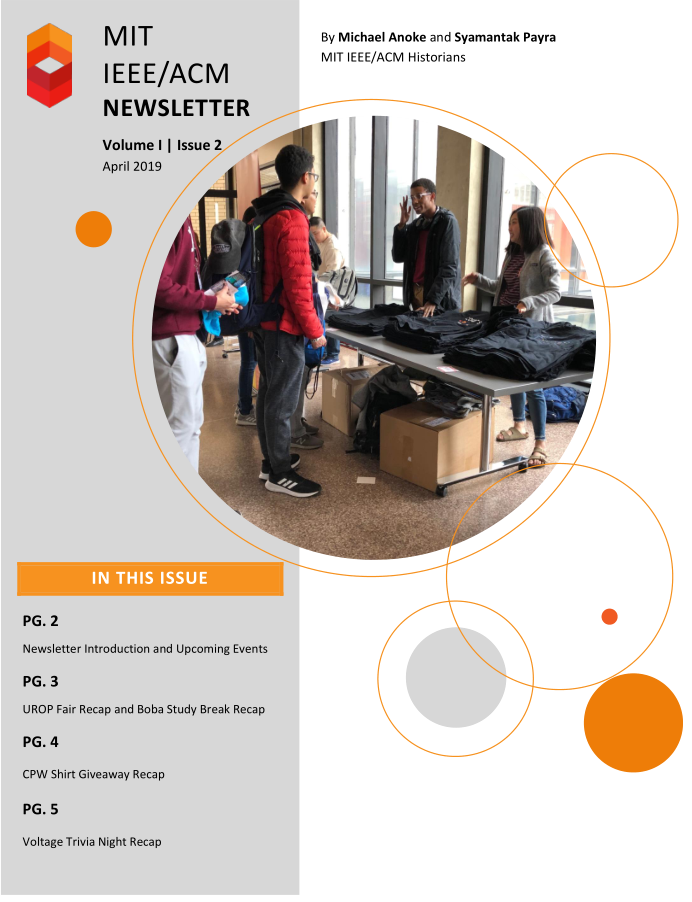 MIT
IEEE/ACM
NEWSLETTER
Volume I | Issue 2
April 2019
By Michael Anoke and Syamantak Payra
MIT IEEE/ACM Historians
IN THIS ISSUE
PG. 2
Newsletter Introduction and Upcoming Events
PG. 3
UROP Fair Recap and Boba Study Break Recap
PG. 4
CPW Shirt Giveaway Recap
PG. 5
Voltage Trivia Night Recap